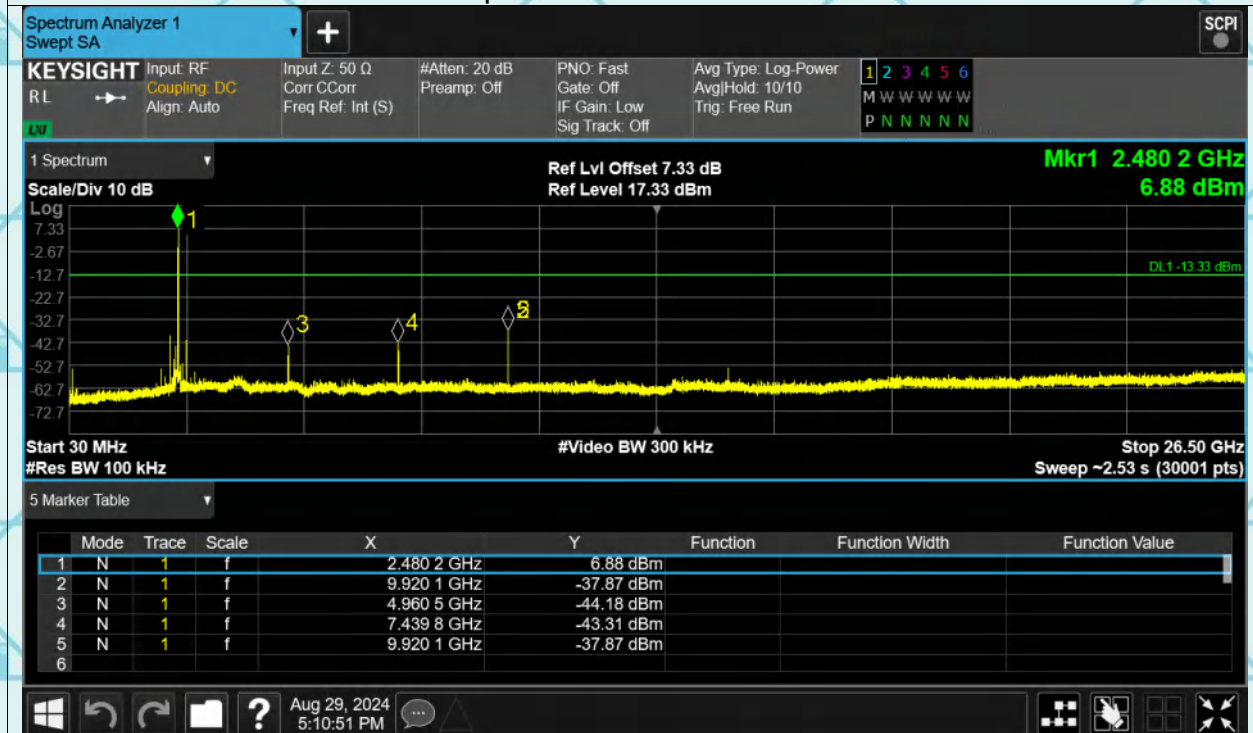 Spectrum Analyzer 1
Swept SA
+
SCPI
KEYSIGHT
RL
LXI
Input: RF
Coupling: DC
Align: Auto
Input Z: 50 Ω
Corr CCorr
Freq Ref: Int (S)
#Atten: 20 dB
Preamp: Off
PNO: Fast
Gate: Off
IF Gain: Low
Sig Track: Off
Avg Type: Log-Power
Avg|Hold: 10/10
Trig: Free Run
1 2 3 4 5 6
M W W W W W
P N N N N N
1 Spectrum
Scale/Div 10 dB
Ref Lvl Offset 7.33 dB
Ref Level 17.33 dBm
Mkr1 2.480 2 GHz
6.88 dBm
Log
7.33
-2.67
-12.7
-22.7
-32.7
-42.7
-52.7
-62.7
-72.7
1
3
4
DL1 -13.33 dBm
Start 30 MHz
#Res BW 100 kHz
#Video BW 300 kHz
Stop 26.50 GHz
Sweep ~2.53 s (30001 pts)
5 Marker Table
Mode Trace Scale X Y Function Function Width Function Value
1 N 1 f 2.480 2 GHz 6.88 dBm
2 N 1 f 9.920 1 GHz -37.87 dBm
3 N 1 f 4.960 5 GHz -44.18 dBm
4 N 1 f 7.439 8 GHz -43.31 dBm
5 N 1 f 9.920 1 GHz -37.87 dBm
6
?
Aug 29, 2024
5:10:51 PM